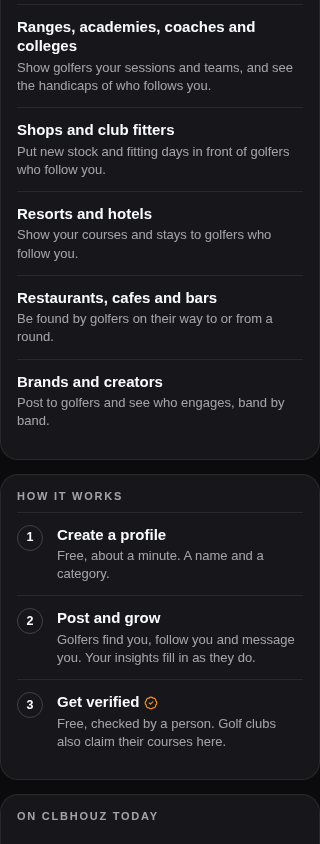 Ranges, academies, coaches and
colleges
Show golfers your sessions and teams, and see
the handicaps of who follows you.
Shops and club fitters
Put new stock and fitting days in front of golfers
who follow you.
Resorts and hotels
Show your courses and stays to golfers who
follow you.
Restaurants, cafes and bars
Be found by golfers on their way to or from a
round.
Brands and creators
Post to golfers and see who engages, band by
band.
HOW IT WORKS
1 Create a profile
Free, about a minute. A name and a
category.
2 Post and grow
Golfers find you, follow you and message
you. Your insights fill in as they do.
3 Get verified
Free, checked by a person. Golf clubs
also claim their courses here.
ON CLBHOUZ TODAY